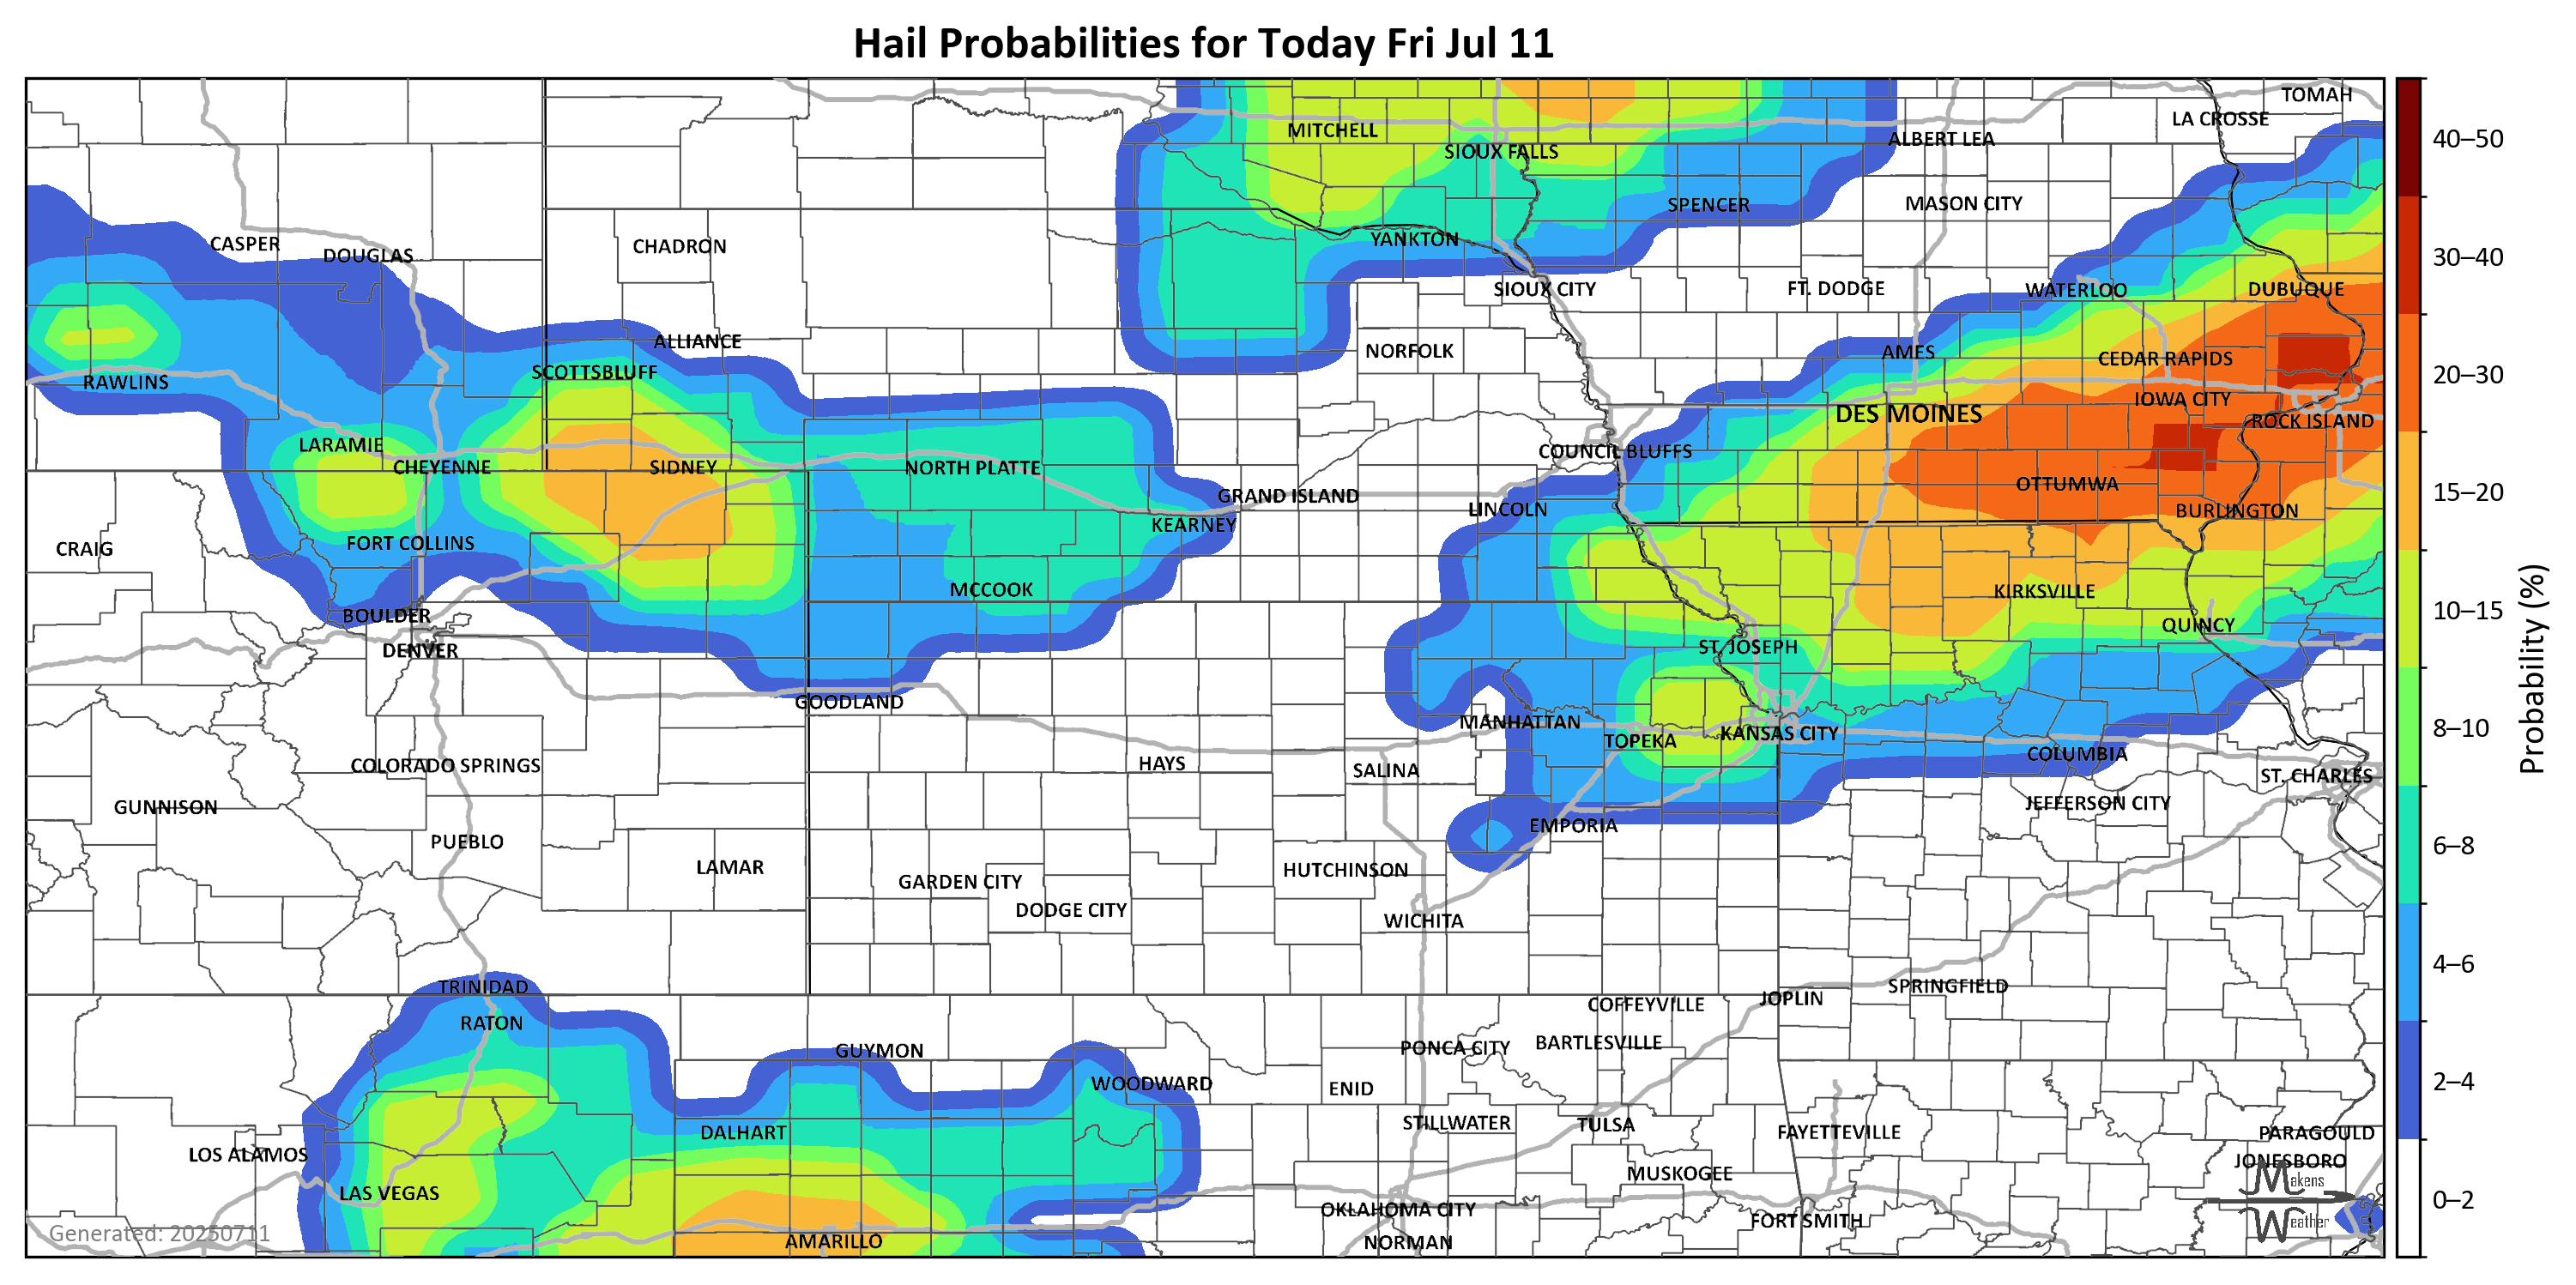 Hail Probabilities for Today Fri Jul 11
TOMAH
LA CROSSE
MITCHELL
ALBERT LEA
SIOUX FALLS
SPENCER
MASON CITY
CASPER
DOUGLAS
CHADRON
YANKTON
SIOUX CITY
FT. DODGE
WATERLOO
DUBUQUE
ALLIANCE
NORFOLK
AMES
CEDAR RAPIDS
RAWLINS
SCOTTSBLUFF
IOWA CITY
DES MOINES
ROCK ISLAND
LARAMIE
CHEYENNE
SIDNEY
NORTH PLATTE
COUNCIL BLUFFS
OTTUMWA
GRAND ISLAND
LINCOLN
BURLINGTON
KEARNEY
CRAIG
FORT COLLINS
MCCOOK
KIRKSVILLE
BOULDER
QUINCY
DENVER
ST. JOSEPH
GOODLAND
MANHATTAN
TOPEKA
KANSAS CITY
COLUMBIA
COLORADO SPRINGS
HAYS
SALINA
ST. CHARLES
GUNNISON
JEFFERSON CITY
PUEBLO
EMPORIA
LAMAR
GARDEN CITY
HUTCHINSON
DODGE CITY
WICHITA
TRINIDAD
SPRINGFIELD
COFFEYVILLE
JOPLIN
RATON
GUYMON
PONCA CITY
BARTLESVILLE
WOODWARD
ENID
DALHART
STILLWATER
TULSA
FAYETTEVILLE
PARAGOULD
LOS ALAMOS
JONESBORO
MUSKOGEE
LAS VEGAS
OKLAHOMA CITY
FORT SMITH
AMARILLO
NORMAN
Makens
Weather
Generated: 20250711
40–50
30–40
20–30
15–20
10–15
8–10
6–8
4–6
2–4
0–2
Probability (%)